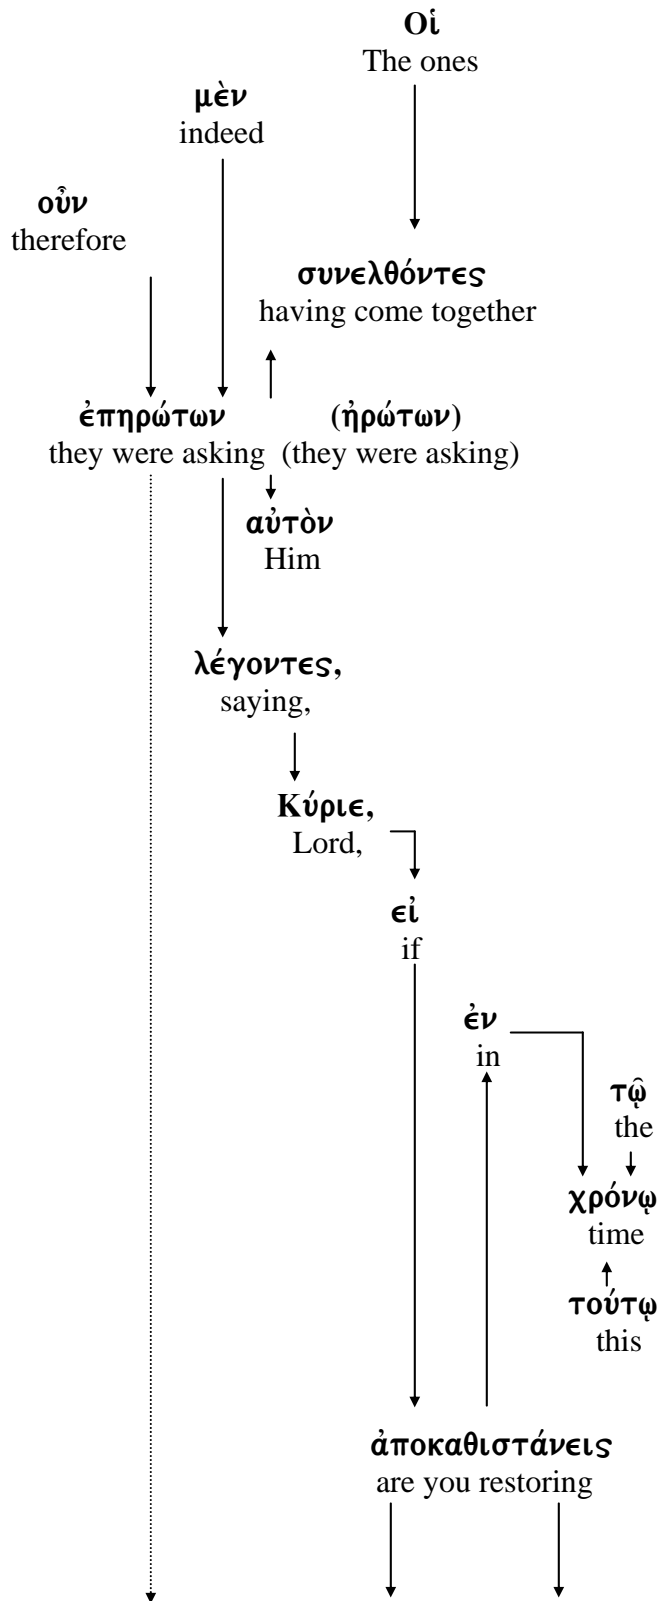 Οἱ
The ones
μὲν
indeed
οὖν
therefore
συνελθόντες
having come together
ἐπηρώτων (ἠρώτων)
they were asking (they were asking)
αὐτὸν
Him
λέγοντες,
saying,
Κύριε,
Lord,
εἰ
if
ἐν
in
τῷ
the
χρόνῳ
time
τούτῳ
this
ἀποκαθιστάνεις
are you restoring